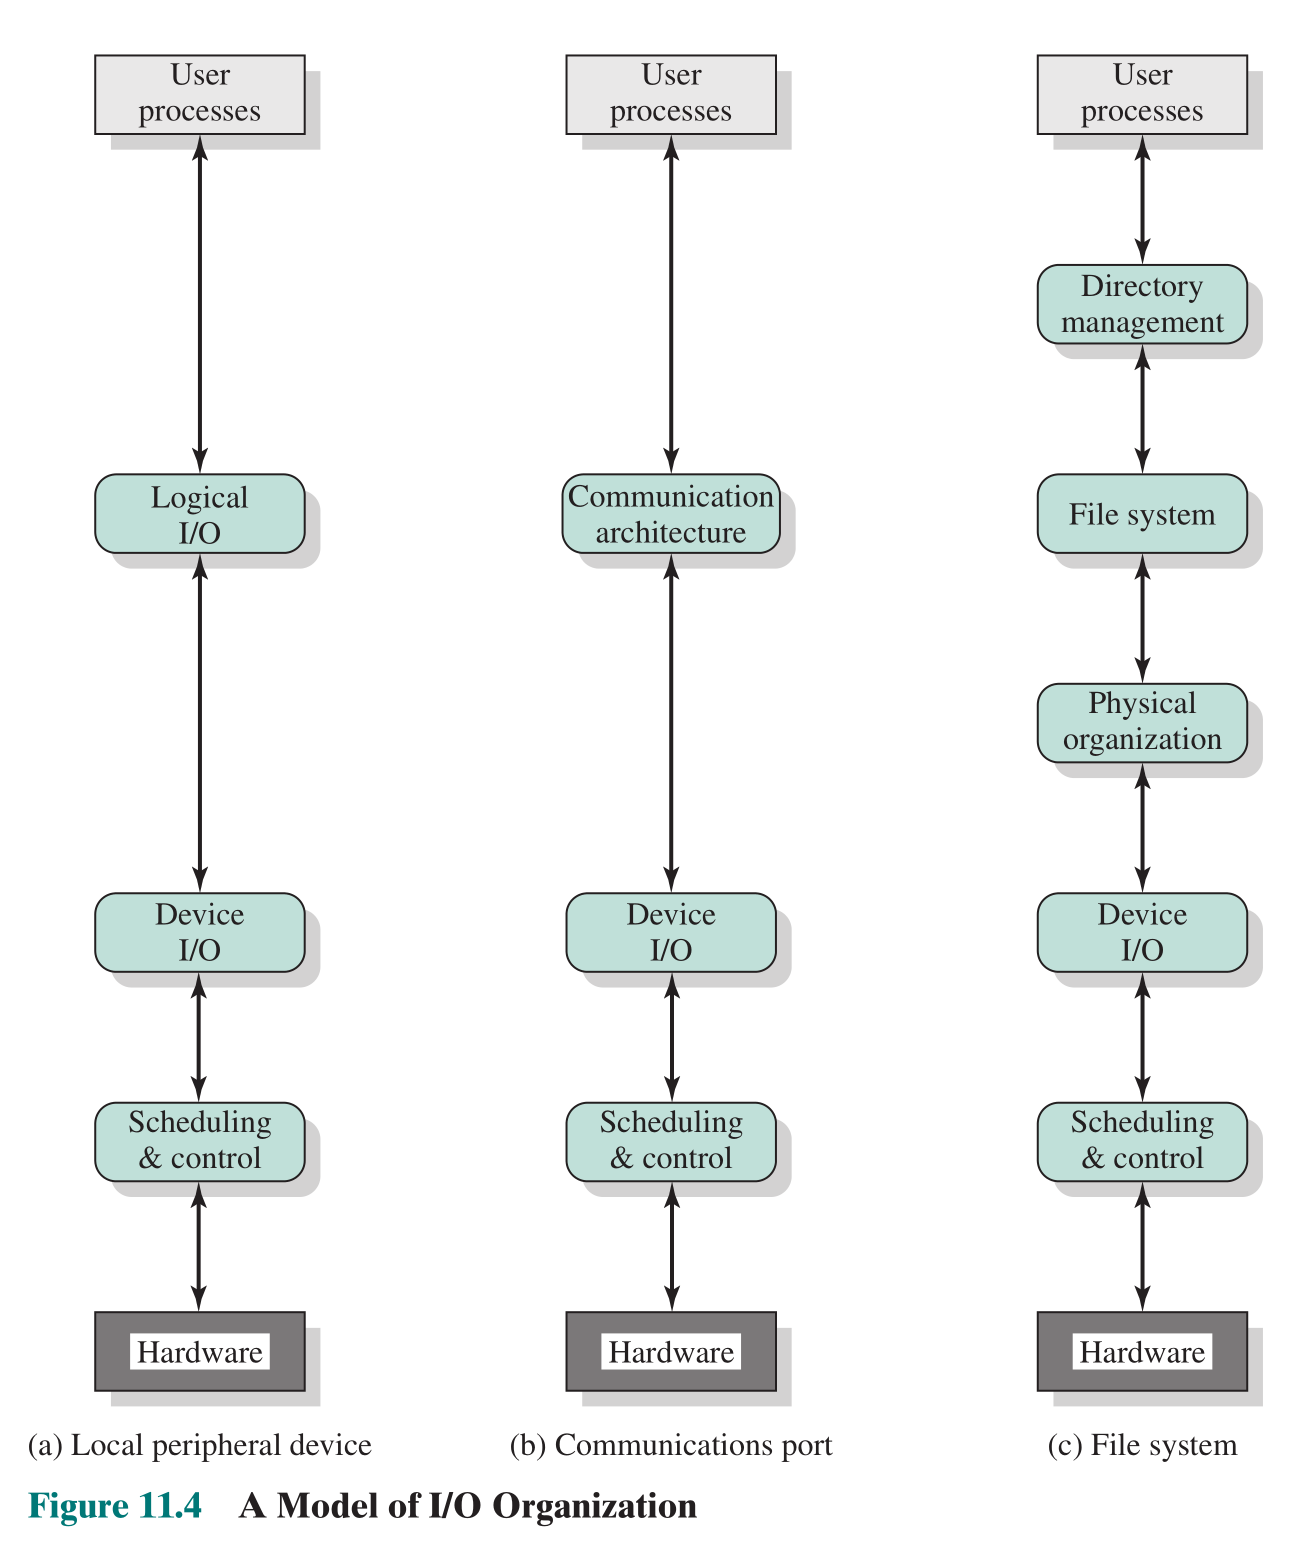 User
processes
Logical
I/O
Device
I/O
Scheduling
& control
Hardware
(a) Local peripheral device
User
processes
Communication
architecture
Device
I/O
Scheduling
& control
Hardware
(b) Communications port
User
processes
Directory
management
File system
Physical
organization
Device
I/O
Scheduling
& control
Hardware
(c) File system
Figure 11.4 A Model of I/O Organization